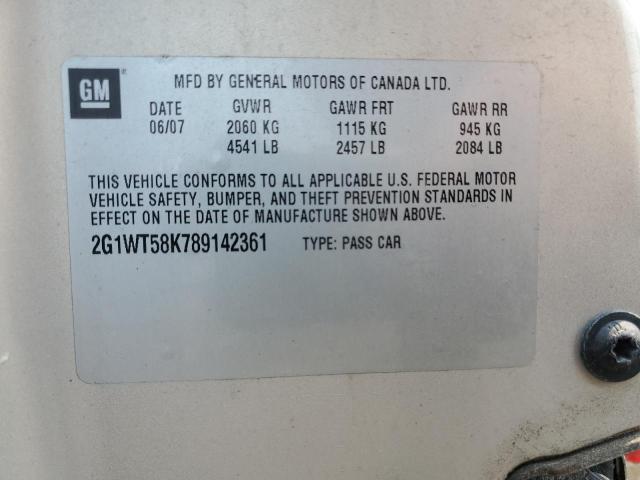 GM
MFD BY GENERAL MOTORS OF CANADA LTD.
DATE GVWR GAWR FRT GAWR RR
06/07 2060 KG 1115 KG 945 KG
4541 LB 2457 LB 2084 LB
THIS VEHICLE CONFORMS TO ALL APPLICABLE U.S. FEDERAL MOTOR
VEHICLE SAFETY, BUMPER, AND THEFT PREVENTION STANDARDS IN
EFFECT ON THE DATE OF MANUFACTURE SHOWN ABOVE.
2G1WT58K789142361 TYPE: PASS CAR